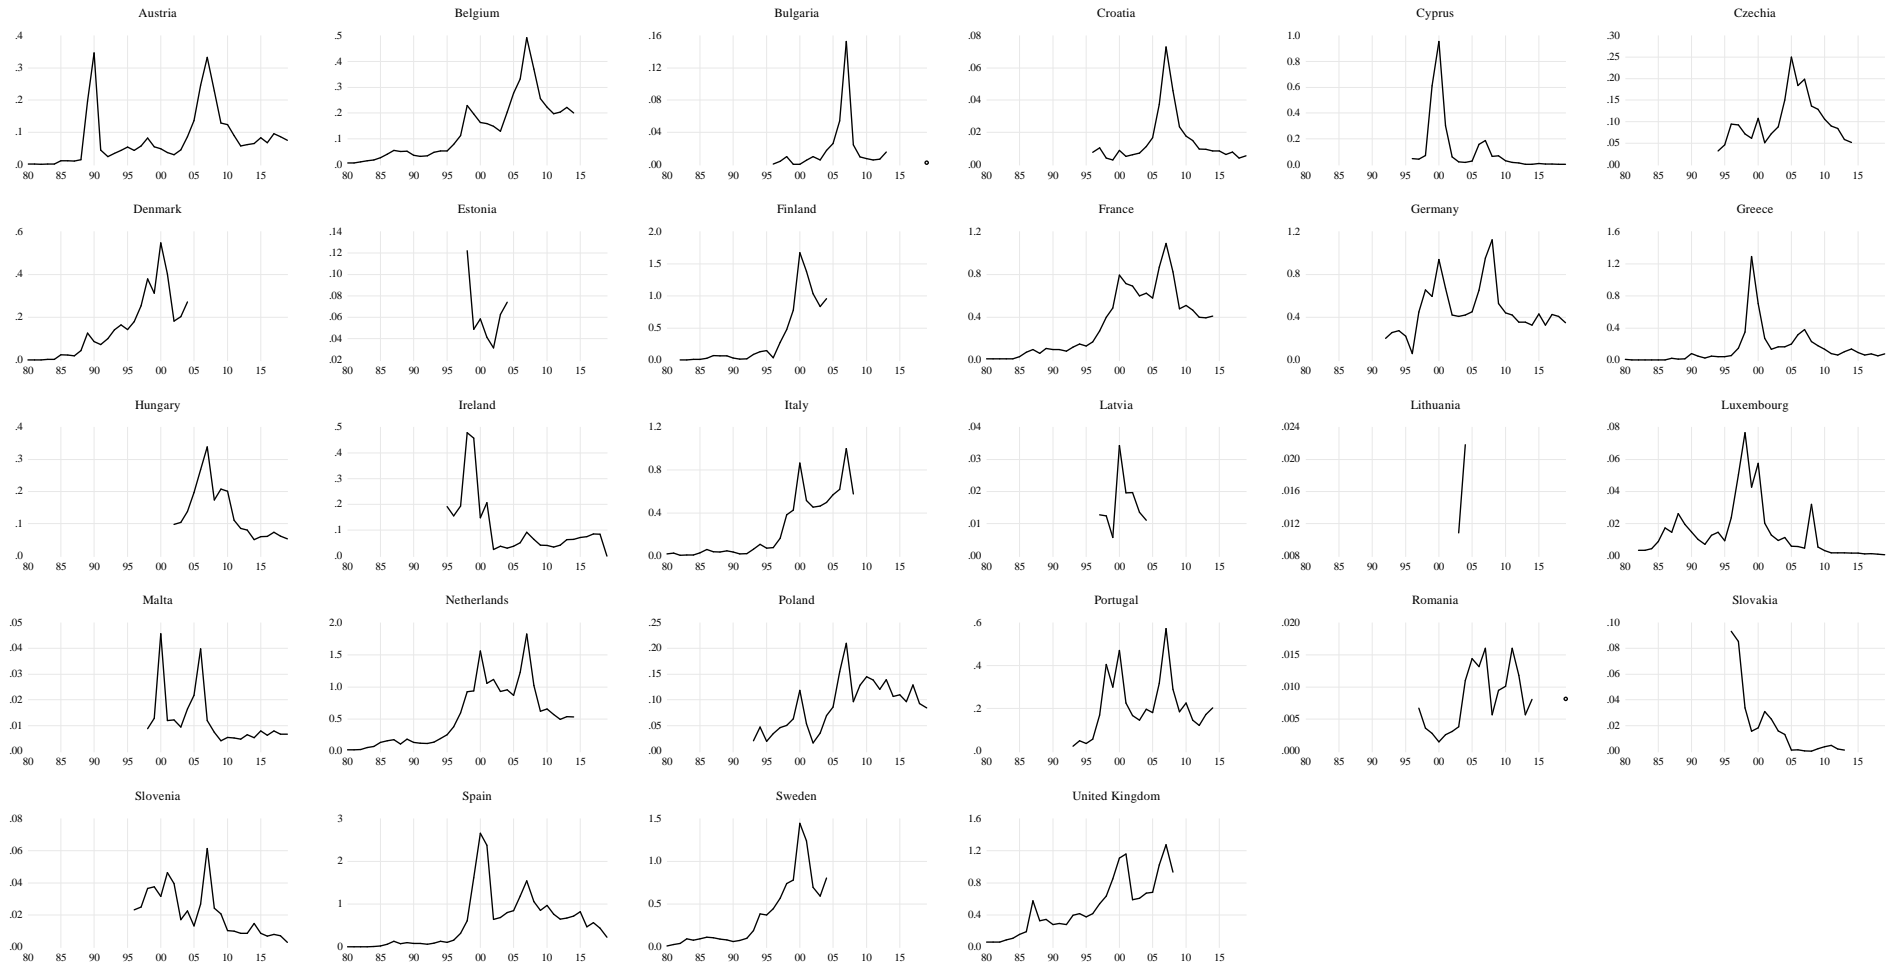 Austria Belgium Bulgaria Croatia Cyprus Czechia
.4 .5 .16 .08 1.0 .30
.4 .25
.3 .12 .06 0.8 .20
.3 0.6
.2 .08 .04 .15
.2 0.4 .10
.1 .1 .04 .02 0.2 .05
.0 .0 .00 .00 0.0 .00
80 85 90 95 00 05 10 15 80 85 90 95 00 05 10 15 80 85 90 95 00 05 10 15 80 85 90 95 00 05 10 15 80 85 90 95 00 05 10 15 80 85 90 95 00 05 10 15
Denmark Estonia Finland France Germany Greece
.6 .14 2.0 1.2 1.2 1.6
.12
.4 .10 1.5 0.8 0.8 1.2
.08 1.0 0.8
.2 .06 0.5 0.4 0.4 0.4
.04
.0 .02 0.0 0.0 0.0 0.0
80 85 90 95 00 05 10 15 80 85 90 95 00 05 10 15 80 85 90 95 00 05 10 15 80 85 90 95 00 05 10 15 80 85 90 95 00 05 10 15 80 85 90 95 00 05 10 15
Hungary Ireland Italy Latvia Lithuania Luxembourg
.4 .5 1.2 .04 .024 .08
.4
.3 .3 0.8 .03 .020 .06
.2 .2 .02 .016 .04
.1 .1 0.4 .01 .012 .02
.0 .0 0.0 .00 .008 .00
80 85 90 95 00 05 10 15 80 85 90 95 00 05 10 15 80 85 90 95 00 05 10 15 80 85 90 95 00 05 10 15 80 85 90 95 00 05 10 15 80 85 90 95 00 05 10 15
Malta Netherlands Poland Portugal Romania Slovakia
.05 2.0 .25 .6 .020 .10
.04 .20 .08
1.5 .4 .015
.03 .15 .06
1.0 .010
.02 .10 .04
0.5 .2 .005
.01 .05 .02
.00 0.0 .00 .0 .000 .00
80 85 90 95 00 05 10 15 80 85 90 95 00 05 10 15 80 85 90 95 00 05 10 15 80 85 90 95 00 05 10 15 80 85 90 95 00 05 10 15 80 85 90 95 00 05 10 15
Slovenia Spain Sweden United Kingdom
.08 3 1.5 1.6
.06 2 1.0 1.2
.04 0.8
.02 1 0.5 0.4
.00 0 0.0 0.0
80 85 90 95 00 05 10 15 80 85 90 95 00 05 10 15 80 85 90 95 00 05 10 15 80 85 90 95 00 05 10 15